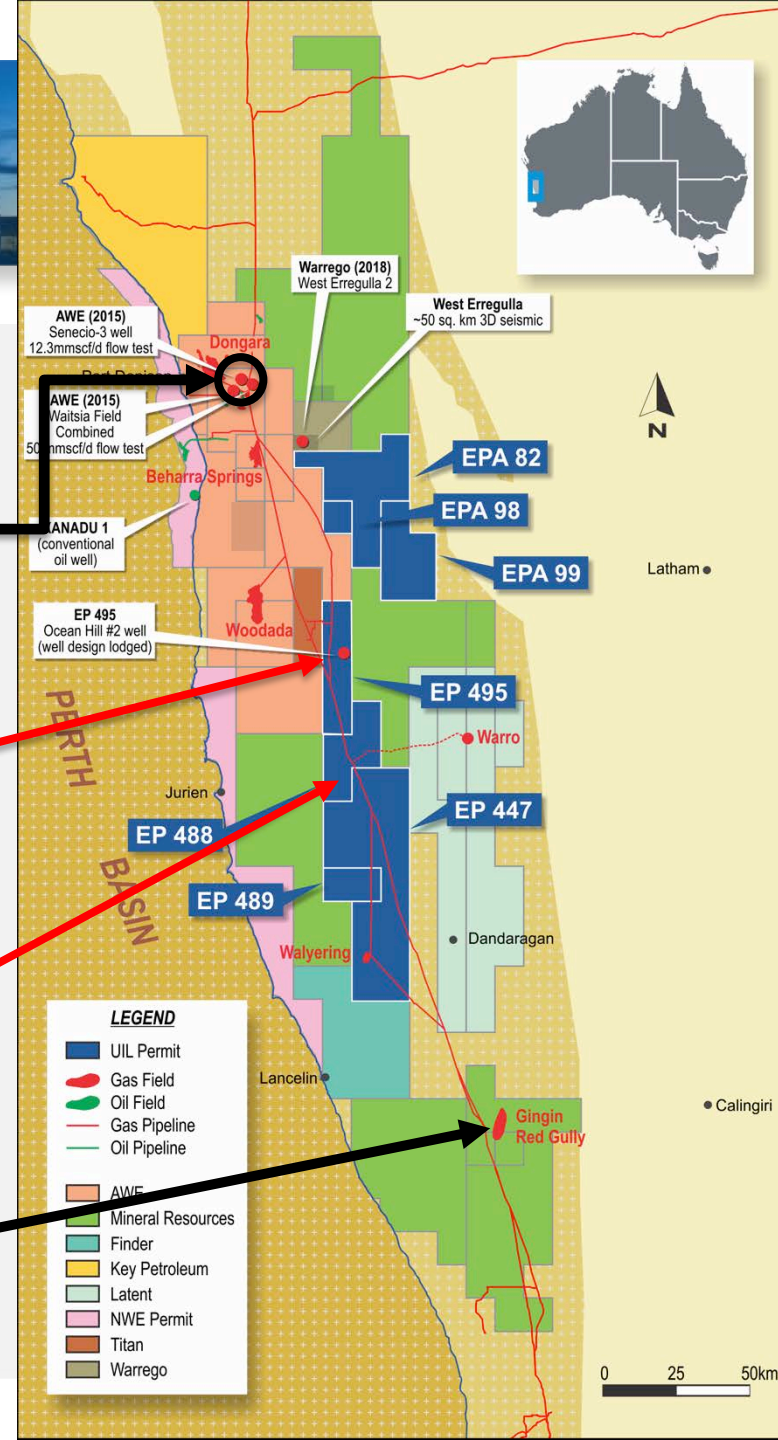 Warrego (2018)
West Erregulla 2
West Erregulla
~50 sq. km 3D seismic
AWE (2015)
Senecio-3 well
12.3mmscf/d flow test
Dongara
AWE (2015)
Waitsia Field
Combined
mmscf/d flow test
N
EPA 82
Beharra Springs
EPA 98
KANADU 1
(conventional
oil well)
EPA 99
Latham
EP 495
Ocean Hill #2 well
(well design lodged)
Woodada
EP 495
PERTH
BASIN
Warro
Jurien
EP 488
EP 447
EP 489
Dandaragan
Walyering
LEGEND
UIL Permit
Gas Field
Oil Field
Gas Pipeline
Oil Pipeline
AWE
Mineral Resources
Finder
Key Petroleum
Latent
NWE Permit
Titan
Warrego
Lancelin
Calingiri
Gingin
Red Gully
0 25 50km